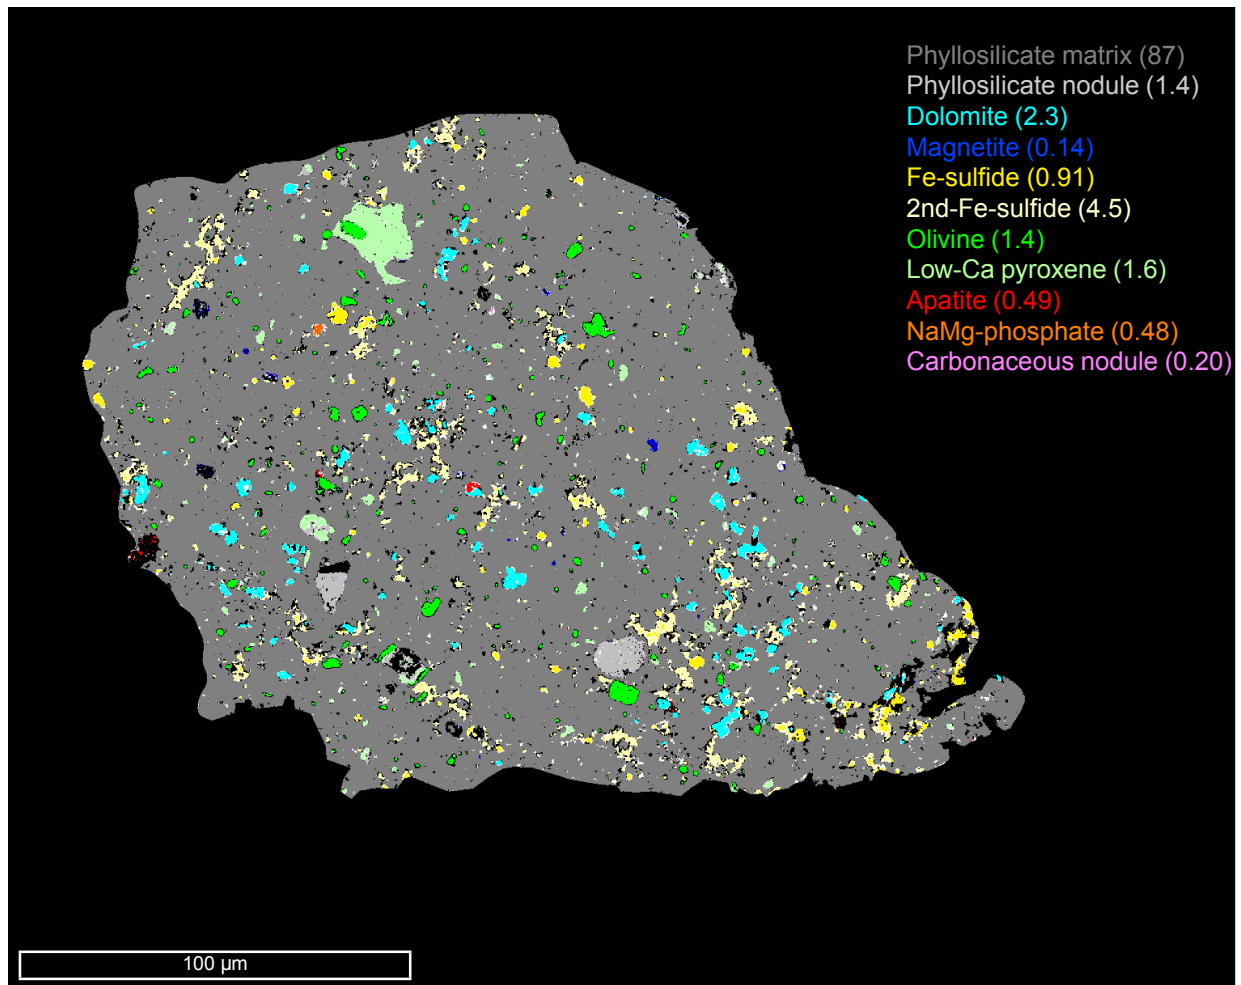 Phyllosilicate matrix (87)
Phyllosilicate nodule (1.4)
Dolomite (2.3)
Magnetite (0.14)
Fe-sulfide (0.91)
2nd-Fe-sulfide (4.5)
Olivine (1.4)
Low-Ca pyroxene (1.6)
Apatite (0.49)
NaMg-phosphate (0.48)
Carbonaceous nodule (0.20)
100 µm